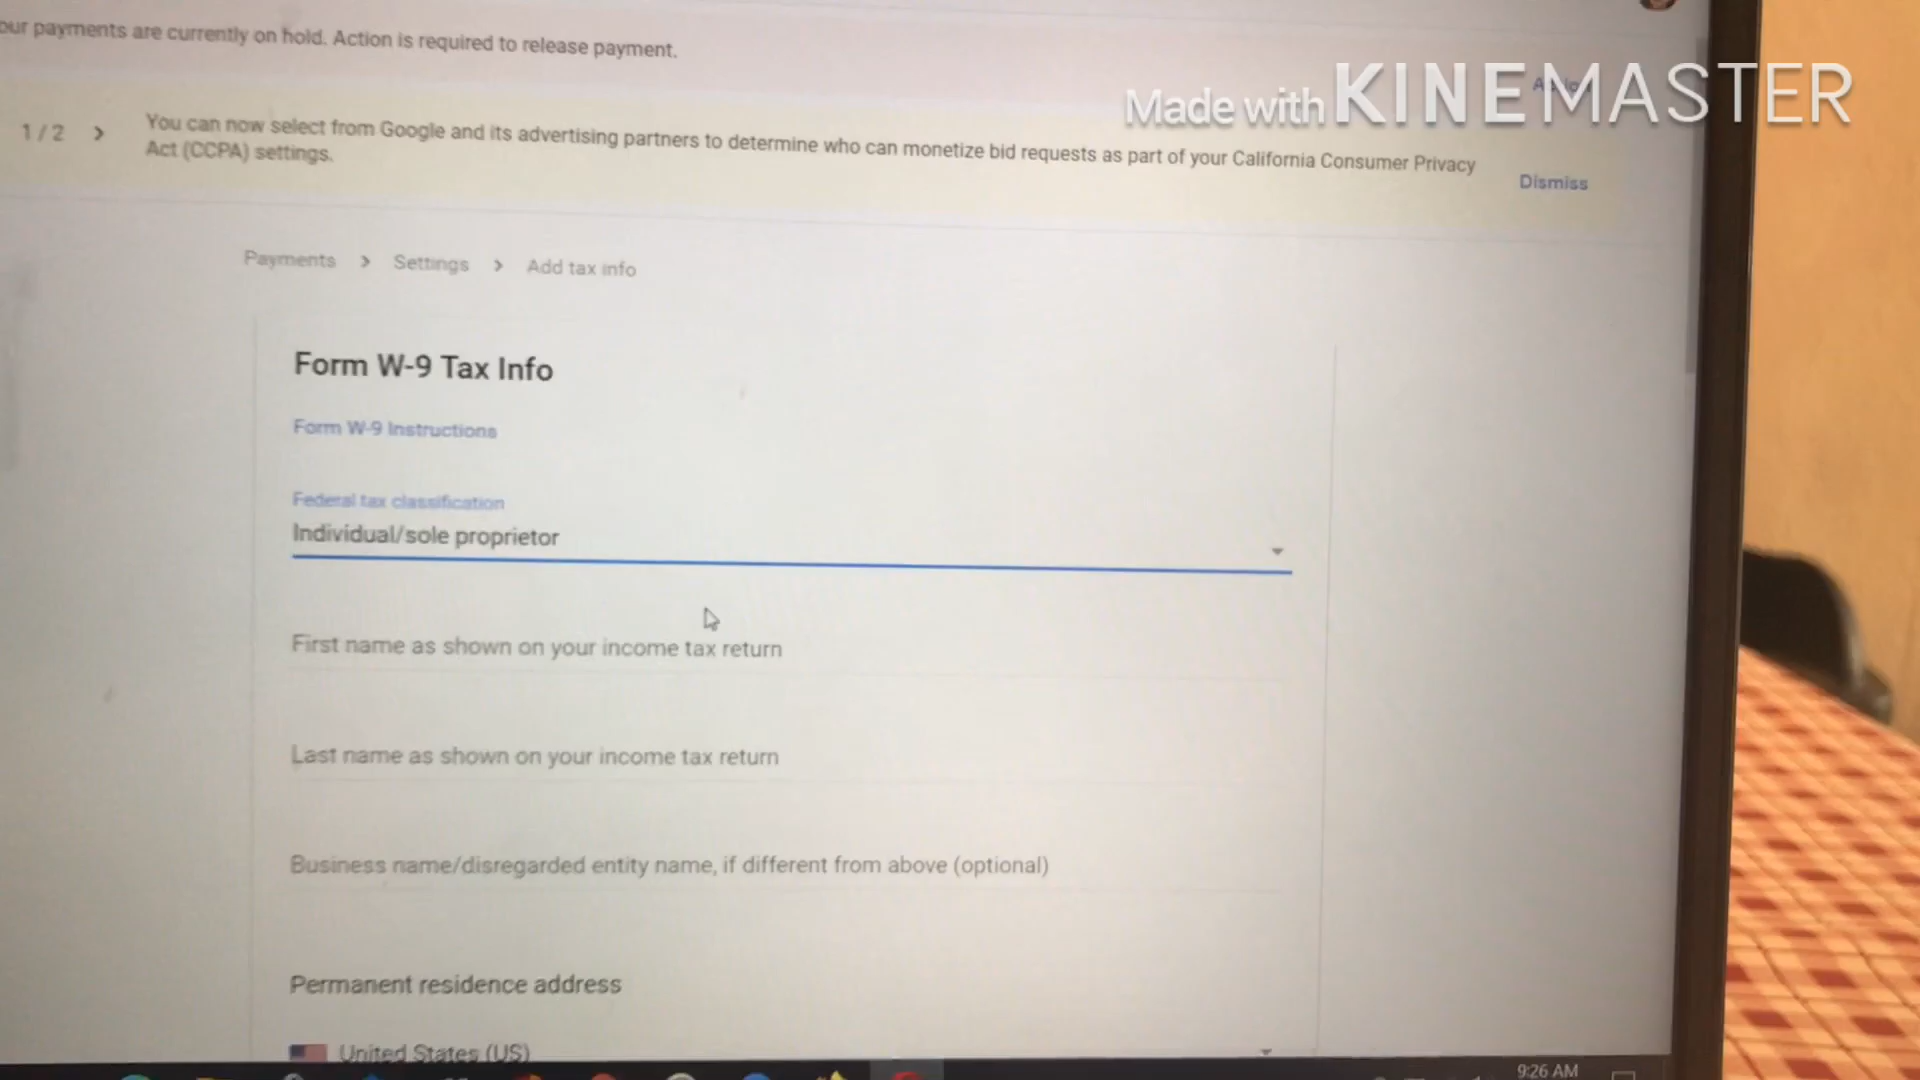 our payments are currently on hold. Action is required to release payment.
Made with KINEMASTER
1 / 2 > You can now select from Google and its advertising partners to determine who can monetize bid requests as part of your California Consumer Privacy
Act (CCPA) settings.
Dismiss
Payments > Settings > Add tax info
Form W-9 Tax Info
Form W-9 Instructions
Federal tax classification
Individual/sole proprietor
First name as shown on your income tax return
Last name as shown on your income tax return
Business name/disregarded entity name, if different from above (optional)
Permanent residence address
United States (US)
9:26 AM